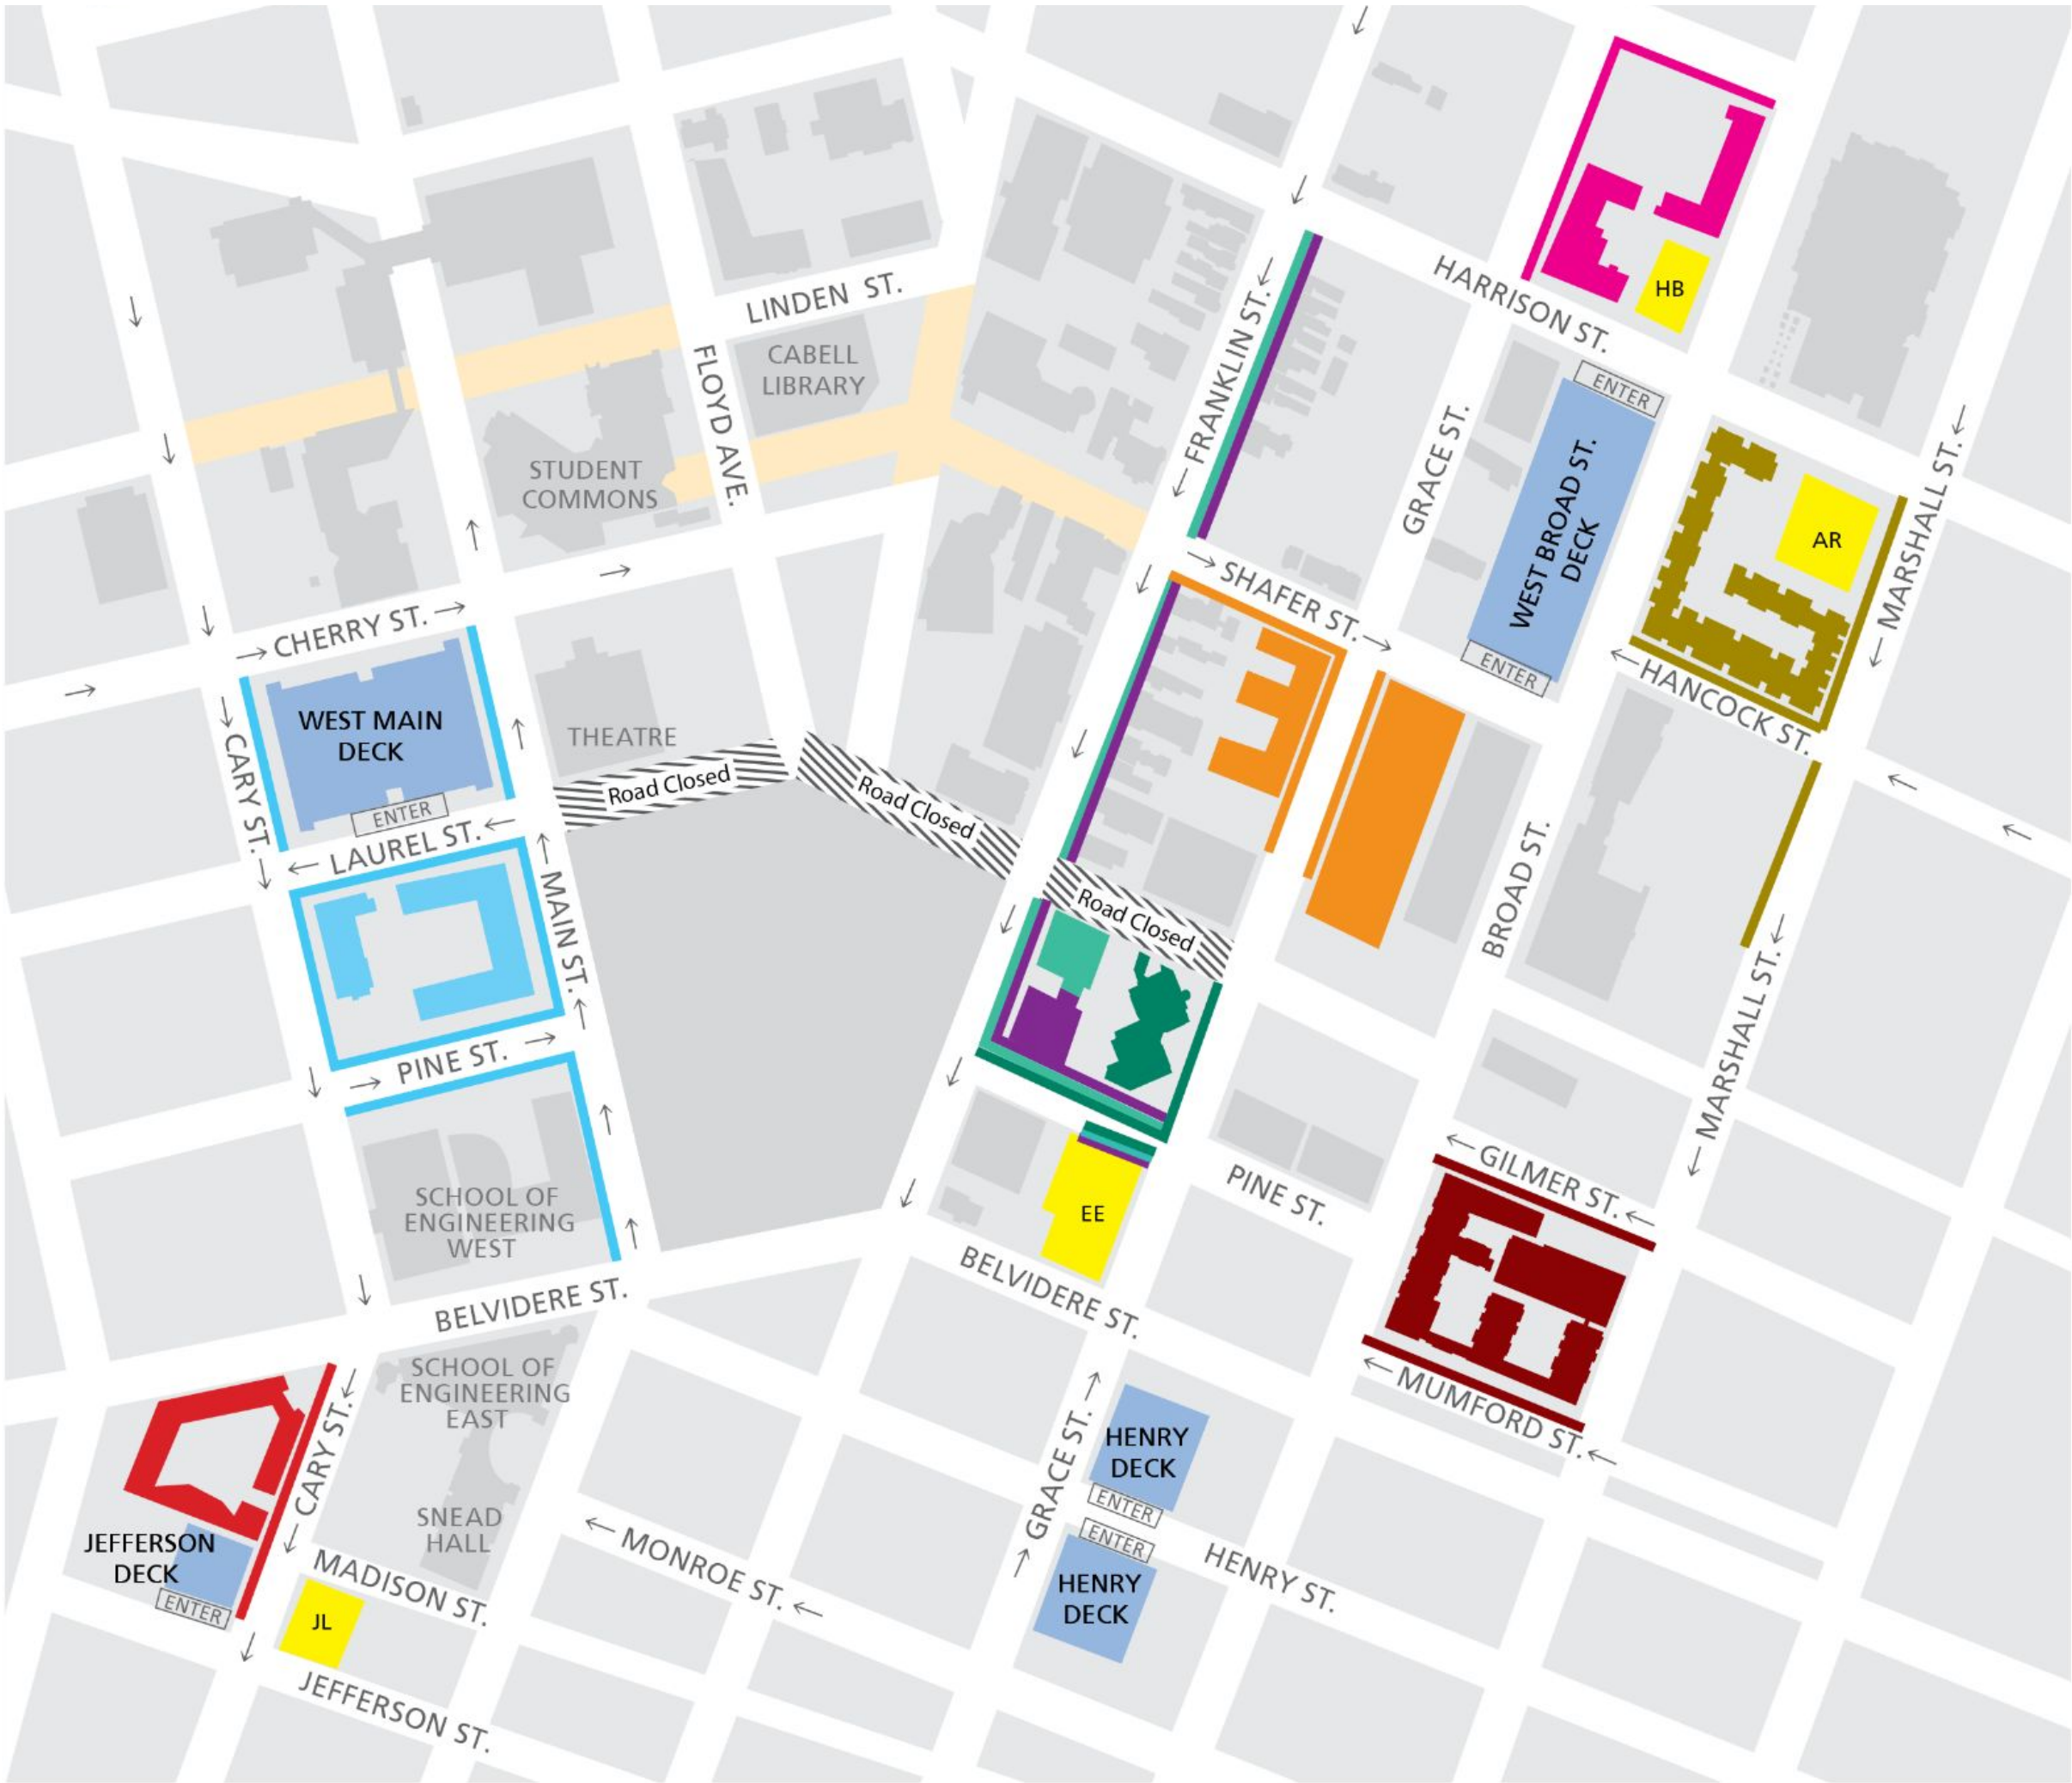 HARRISON ST.
HB
LINDEN ST.
CABELL
LIBRARY
FLOYD AVE.
← FRANKLIN ST. ←
GRACE ST.
ENTER
WEST BROAD ST.
DECK
ENTER
STUDENT
COMMONS
AR
← MARSHALL ST. ←
→ SHAFER ST. →
← HANCOCK ST.
→ CHERRY ST. →
WEST MAIN
DECK
ENTER
THEATRE
Road Closed
Road Closed
Road Closed
→ CARY ST. →
← LAUREL ST. ←
← MAIN ST. ←
BROAD ST.
→ PINE ST. →
← MARSHALL ST. ←
SCHOOL OF
ENGINEERING
WEST
EE
PINE ST.
← GILMER ST. ←
BELVIDERE ST.
BELVIDERE ST.
SCHOOL OF
ENGINEERING
EAST
← MUMFORD ST. ←
← CARY ST. ←
HENRY
DECK
ENTER
→ GRACE ST. →
SNEAD
HALL
JEFFERSON
DECK
ENTER
← MONROE ST. ←
ENTER
HENRY
DECK
HENRY ST.
MADISON ST.
JL
JEFFERSON ST.